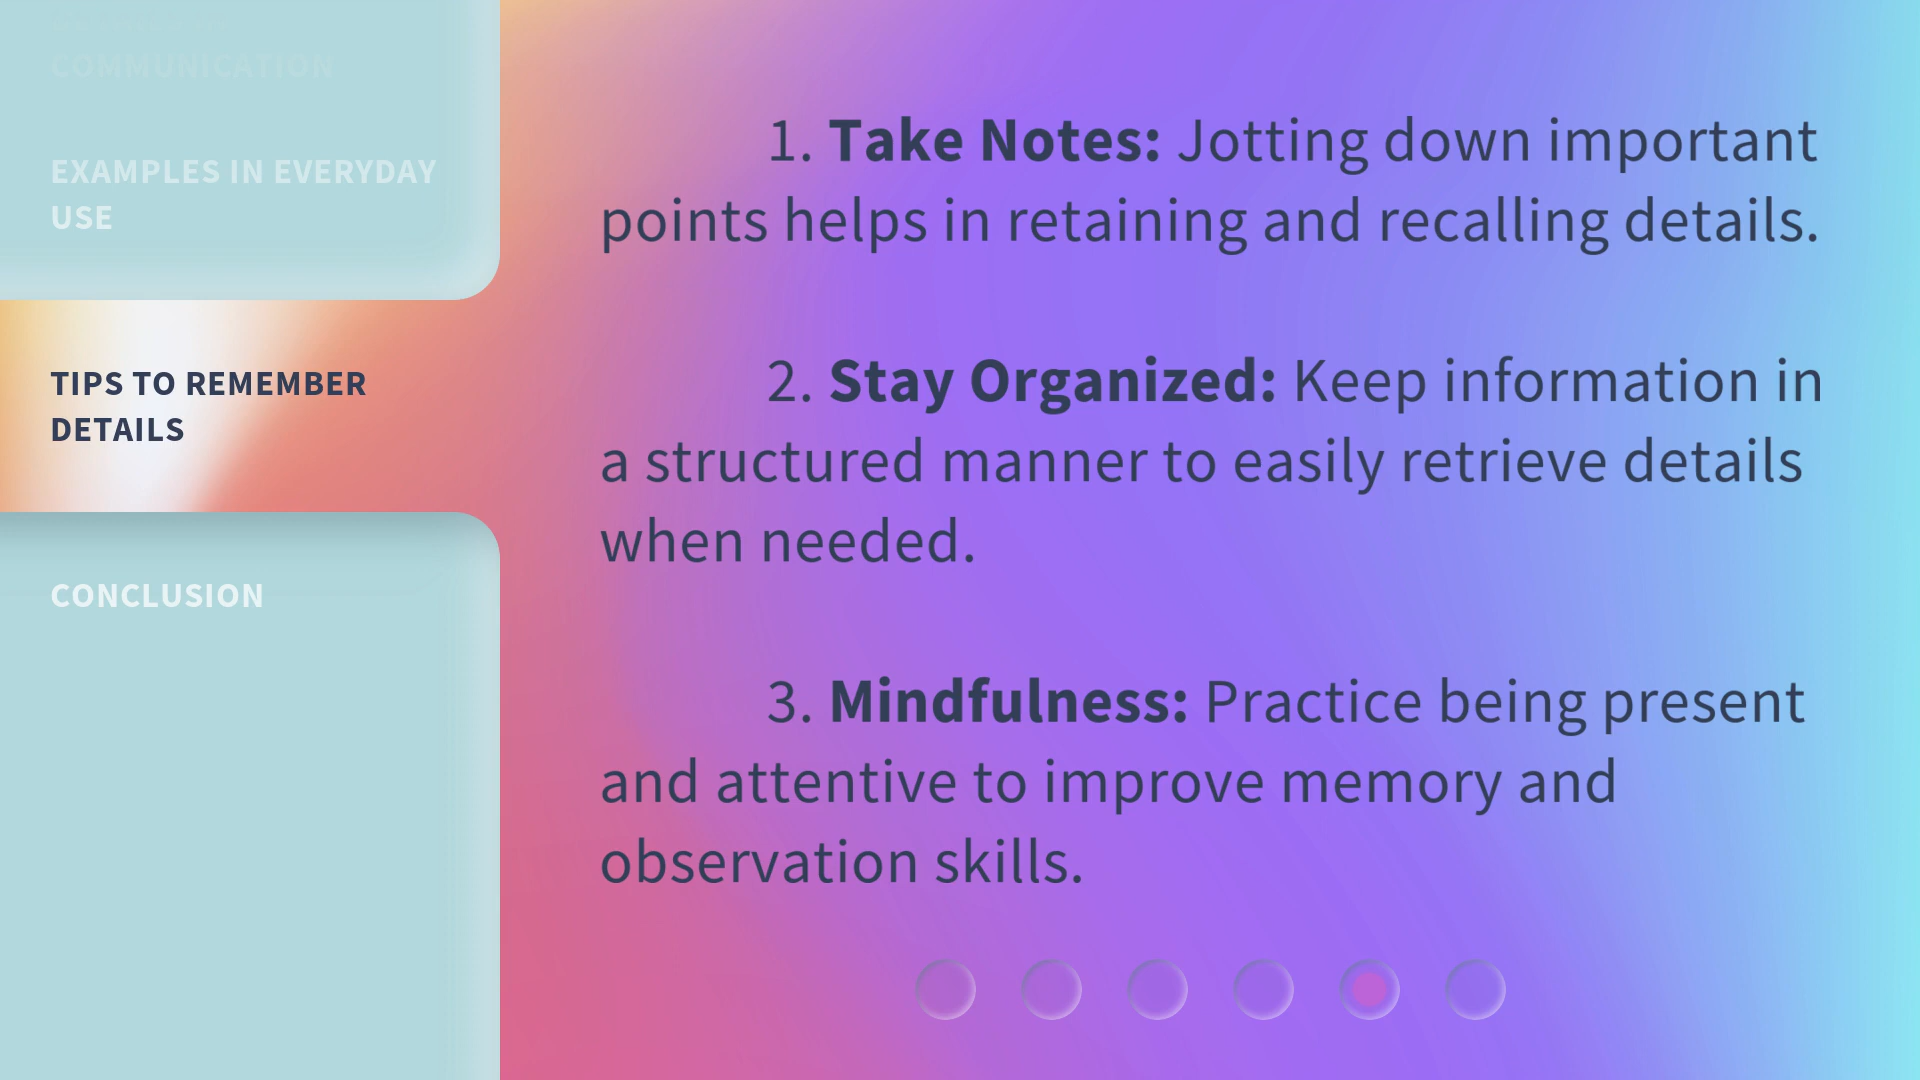 COMMUNICATION
EXAMPLES IN EVERYDAY
USE
TIPS TO REMEMBER
DETAILS
CONCLUSION
1. Take Notes: Jotting down important
points helps in retaining and recalling details.
2. Stay Organized: Keep information in
a structured manner to easily retrieve details
when needed.
3. Mindfulness: Practice being present
and attentive to improve memory and
observation skills.